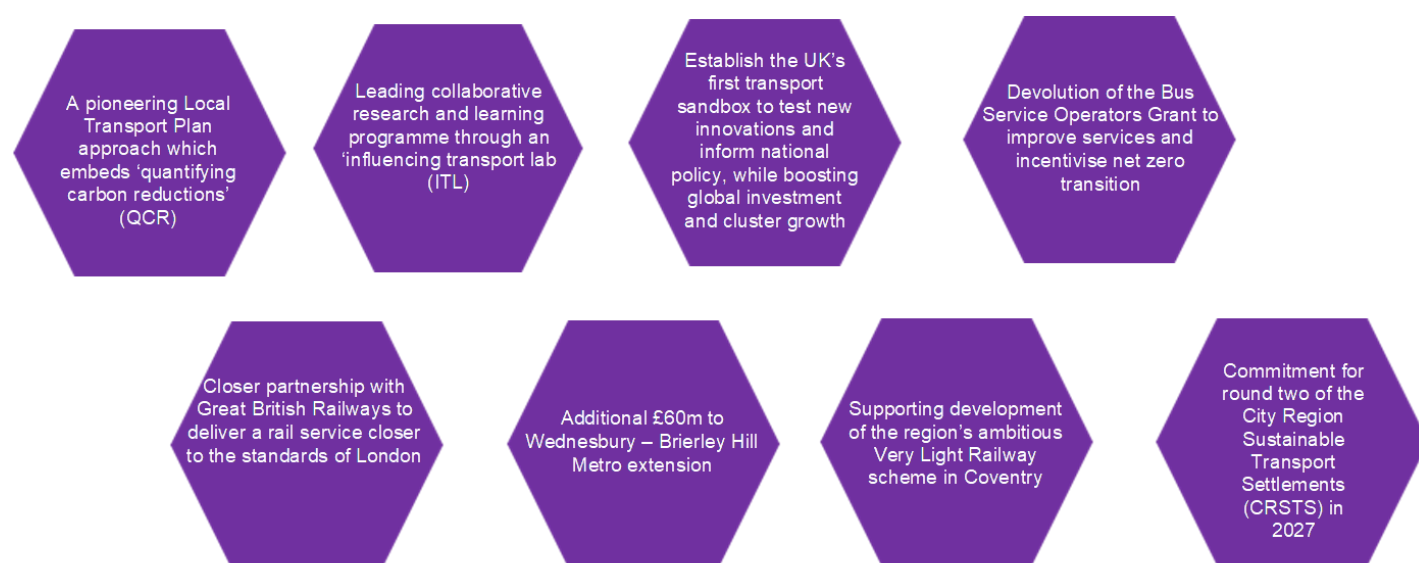 A pioneering Local
Transport Plan
approach which
embeds ‘quantifying
carbon reductions’
(QCR)
Leading collaborative
research and learning
programme through an
‘influencing transport lab
(ITL)
Establish the UK’s
first transport
sandbox to test new
innovations and
inform national
policy, while boosting
global investment
and cluster growth
Devolution of the Bus
Service Operators Grant to
improve services and
incentivise net zero
transition
Closer partnership with
Great British Railways to
deliver a rail service closer
to the standards of London
Additional £60m to
Wednesbury – Brierley Hill
Metro extension
Supporting development
of the region’s ambitious
Very Light Railway
scheme in Coventry
Commitment for
round two of the
City Region
Sustainable
Transport
Settlements
(CRSTS) in
2027